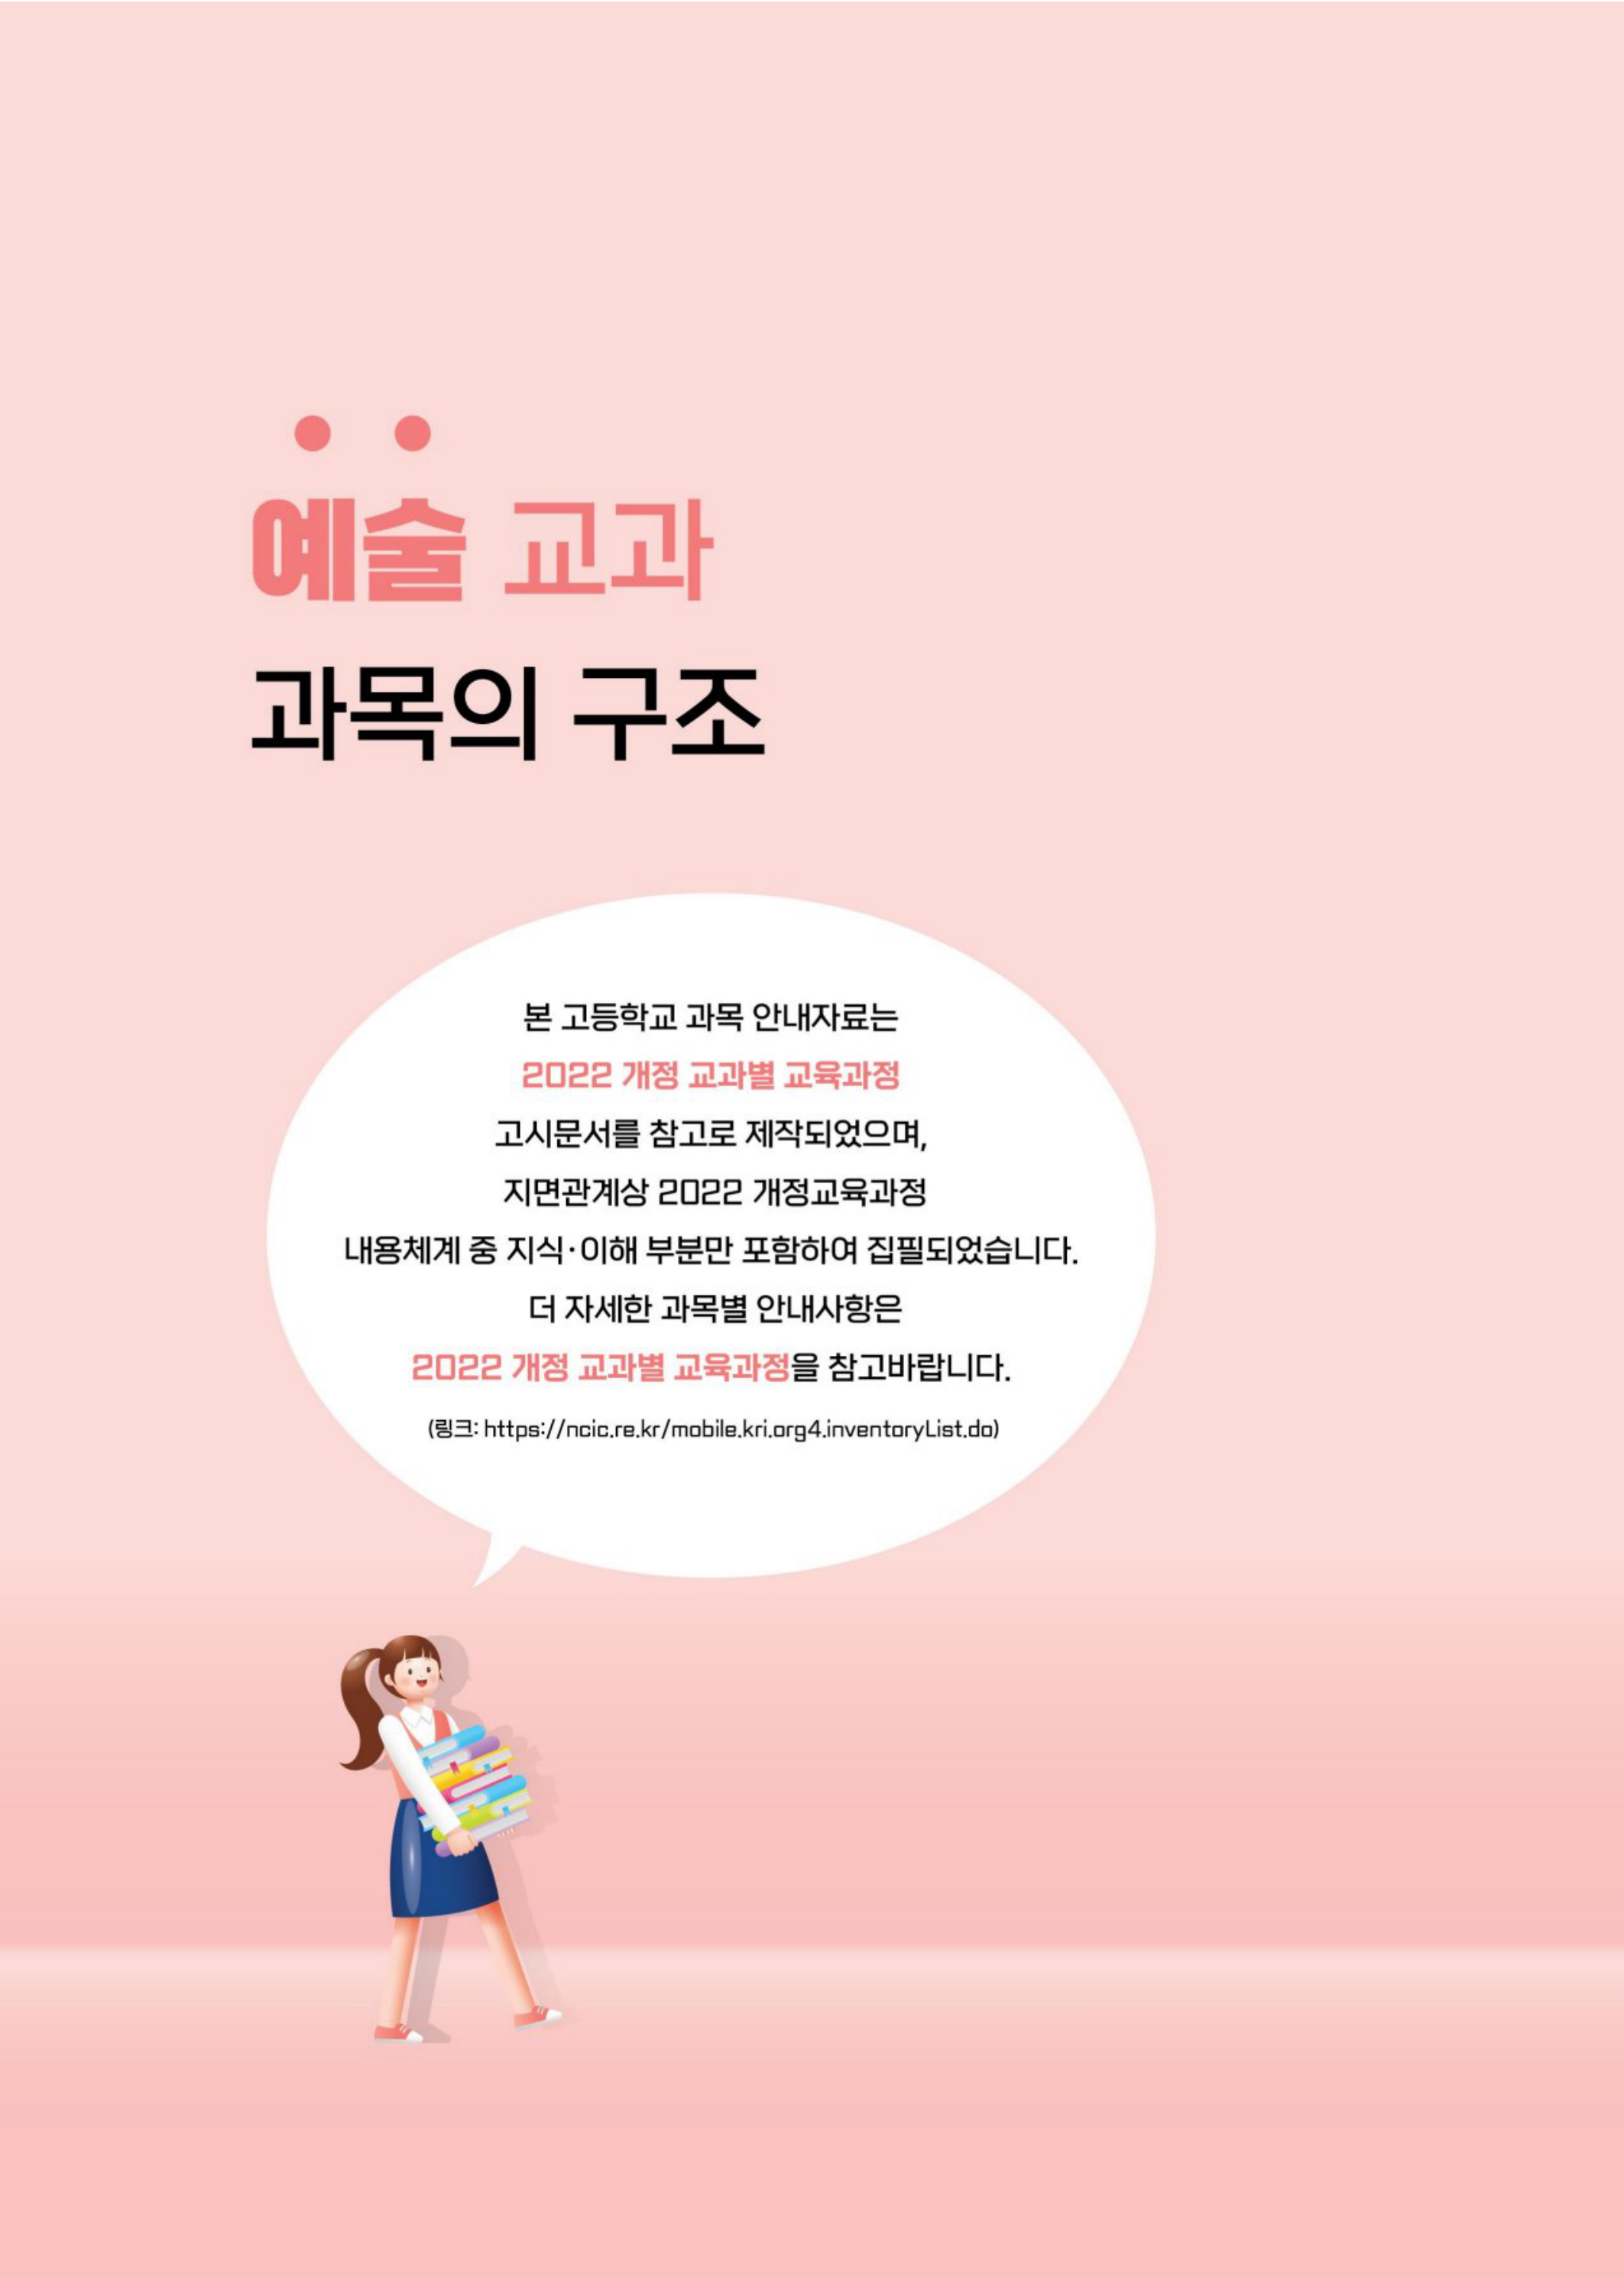 예술 교과
과목의 구조
본 고등학교 과목 안내자료는
2022 개정 교과별 교육과정
고시문서를 참고로 제작되었으며,
지면관계상 2022 개정교육과정
내용체계 중 지식·이해 부분만 포함하여 집필되었습니다.
더 자세한 과목별 안내사항은
2022 개정 교과별 교육과정을 참고바랍니다.
(링크: https://ncic.re.kr/mobile.kri.org4.inventoryList.do)